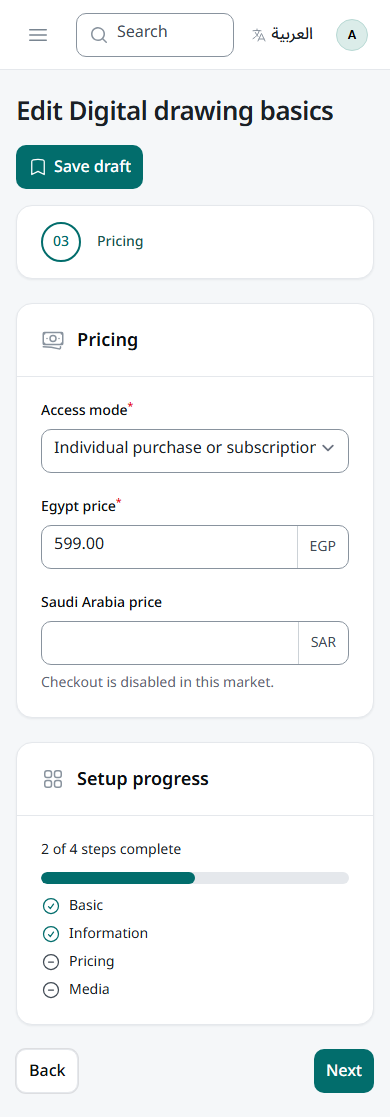 Search
العربية
A
Edit Digital drawing basics
Save draft
03
Pricing
Pricing
Access mode*
Individual purchase or subscription
Egypt price*
599.00
EGP
Saudi Arabia price
SAR
Checkout is disabled in this market.
Setup progress
2 of 4 steps complete
Basic
Information
Pricing
Media
Back
Next